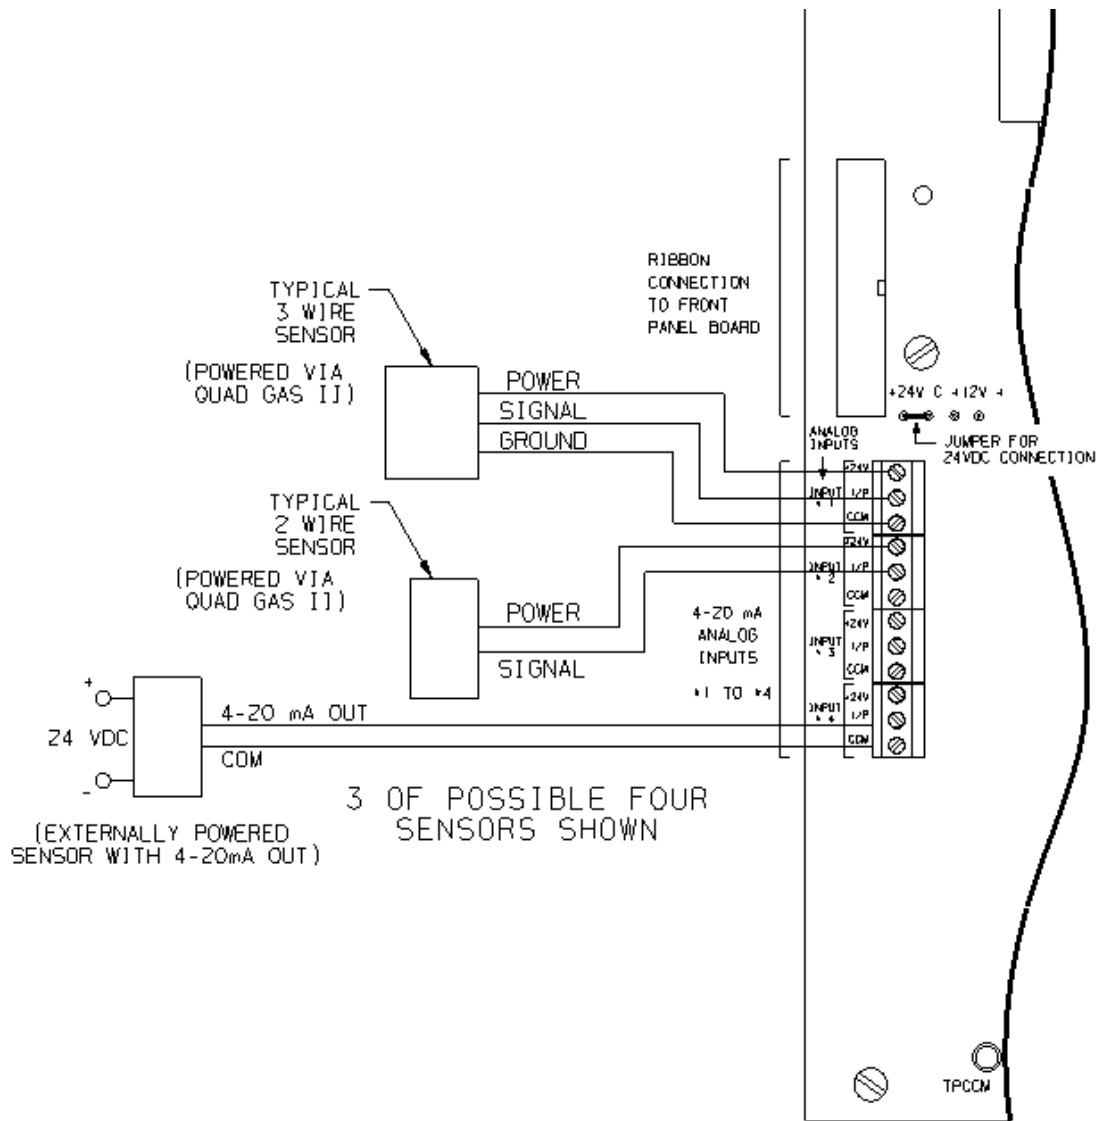 RIBBON
CONNECTION
TO FRONT
PANEL BOARD
TYPICAL
3 WIRE
SENSOR
(POWERED VIA
QUAD GAS II)
POWER
SIGNAL
GROUND
+24V C +12V +
JUMPER FOR
24VDC CONNECTION
ANALOG
INPUTS
+24V
INPUT I/P
*1
COM
TYPICAL
2 WIRE
SENSOR
(POWERED VIA
QUAD GAS II)
POWER
SIGNAL
+24V
INPUT I/P
*2
COM
4-20 mA
ANALOG
INPUTS
*1 TO *4
+24V
INPUT I/P
*3
COM
+24V
INPUT I/P
*4
COM
+
24 VDC
-
4-20 mA OUT
COM
(EXTERNALLY POWERED
SENSOR WITH 4-20mA OUT)
3 OF POSSIBLE FOUR
SENSORS SHOWN
TPCOM